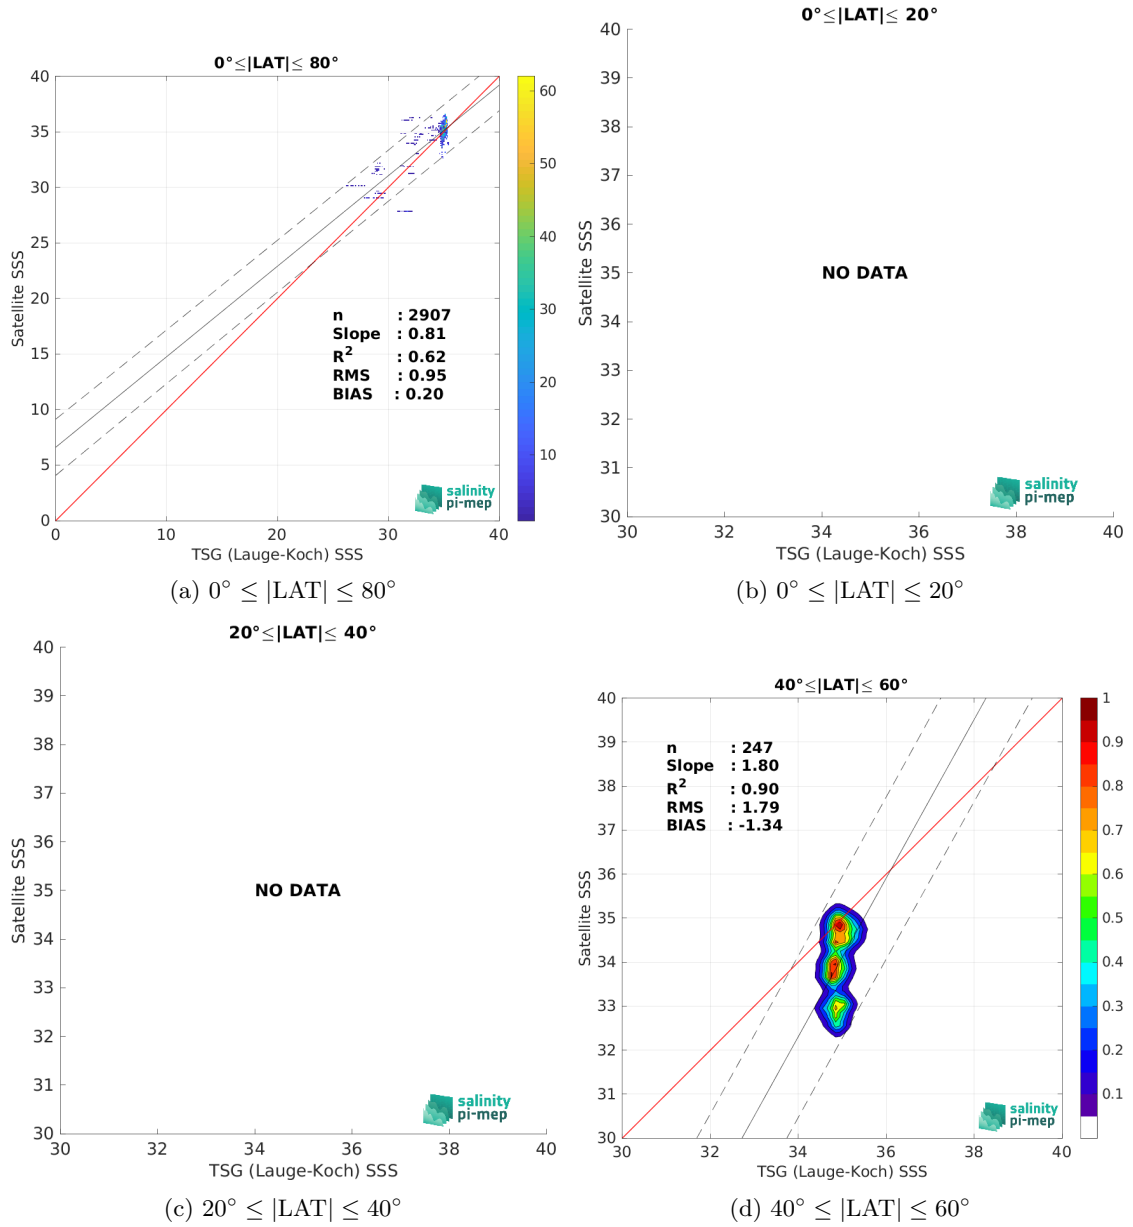 0°≤|LAT|≤ 80°
40
35
30
25
20
15
10
5
0
0
10
20
30
40
Satellite SSS
TSG (Lauge-Koch) SSS
n : 2907
Slope : 0.81
R² : 0.62
RMS : 0.95
BIAS : 0.20
60
50
40
30
20
10
salinity
pi-mep
(a) 0° ≤ |LAT| ≤ 80°
0°≤|LAT|≤ 20°
40
39
38
37
36
35
34
33
32
31
30
30
32
34
36
38
40
Satellite SSS
TSG (Lauge-Koch) SSS
NO DATA
salinity
pi-mep
(b) 0° ≤ |LAT| ≤ 20°
20°≤|LAT|≤ 40°
40
39
38
37
36
35
34
33
32
31
30
30
32
34
36
38
40
Satellite SSS
TSG (Lauge-Koch) SSS
NO DATA
salinity
pi-mep
(c) 20° ≤ |LAT| ≤ 40°
40°≤|LAT|≤ 60°
40
39
38
37
36
35
34
33
32
31
30
30
32
34
36
38
40
Satellite SSS
TSG (Lauge-Koch) SSS
n : 247
Slope : 1.80
R² : 0.90
RMS : 1.79
BIAS : -1.34
1
0.9
0.8
0.7
0.6
0.5
0.4
0.3
0.2
0.1
salinity
pi-mep
(d) 40° ≤ |LAT| ≤ 60°